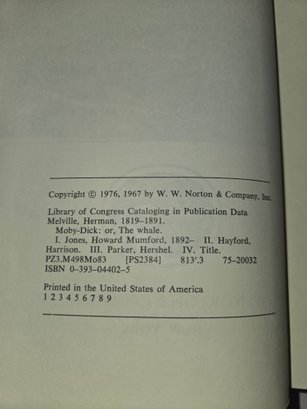 Copyright © 1976, 1967 by W. W. Norton & Company, Inc.
Library of Congress Cataloging in Publication Data
Melville, Herman, 1819–1891.
Moby-Dick: or, The whale.
I. Jones, Howard Mumford, 1892– II. Hayford,
Harrison. III. Parker, Hershel. IV. Title.
PZ3.M498Mo83 [PS2384] 813'.3 75-20032
ISBN 0-393-04402-5
Printed in the United States of America
1 2 3 4 5 6 7 8 9